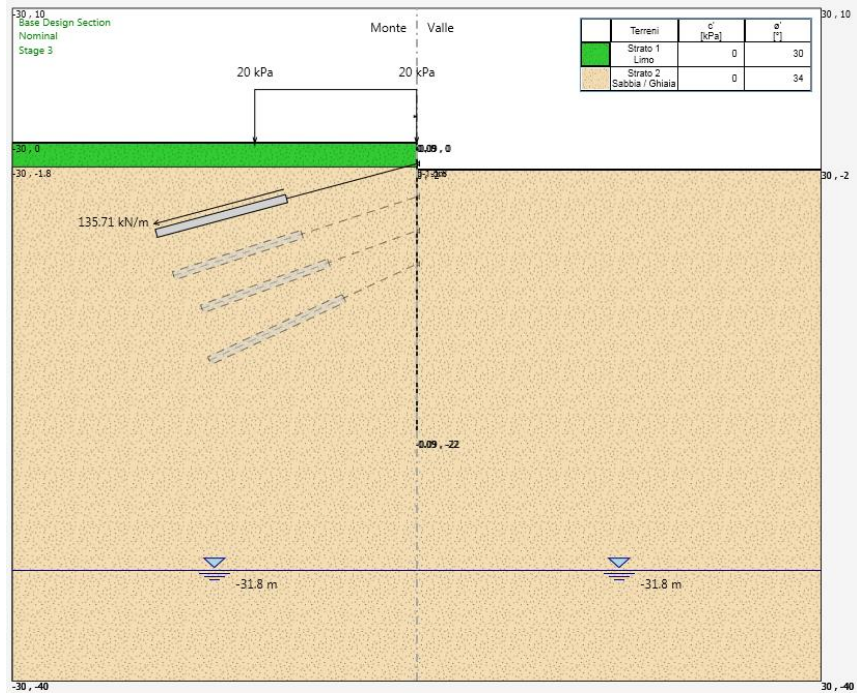 -30 , 10
30 , 10
Base Design Section
Nominal
Stage 3
Monte
Valle
Terreni
c'
[kPa]
ø'
[°]
Strato 1
Limo
0
30
Strato 2
Sabbia / Ghiaia
0
34
20 kPa
20 kPa
-30 , 0
0.09 , 0
-30 , -1.8
30 , -2
135.71 kN/m
0.09 , -22
-31.8 m
-31.8 m
-30 , -40
30 , -40